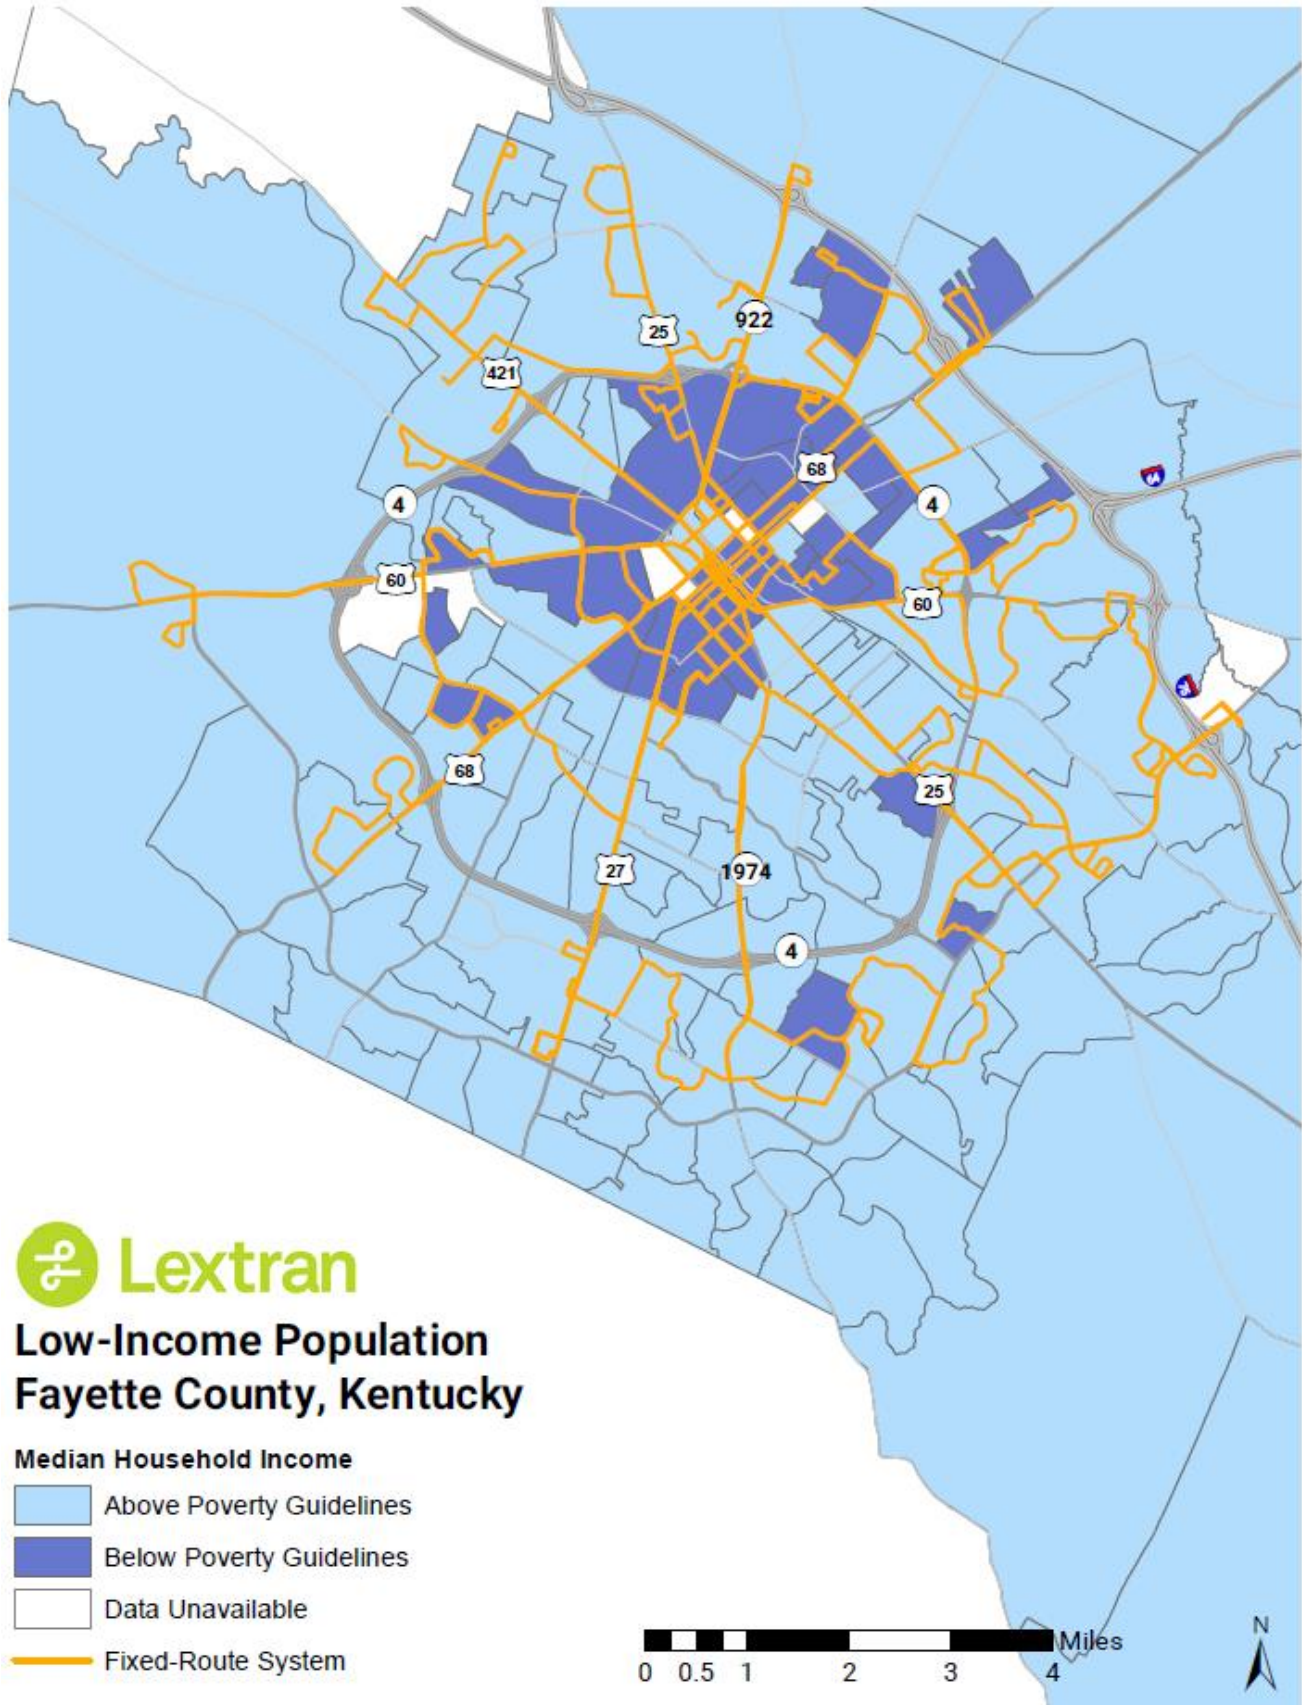 25
922
421
68
4
4
64
60
60
75
68
25
27
1974
4
Lextran
Low-Income Population
Fayette County, Kentucky
Median Household Income
Above Poverty Guidelines
Below Poverty Guidelines
Data Unavailable
Fixed-Route System
Miles
0 0.5 1 2 3 4
N